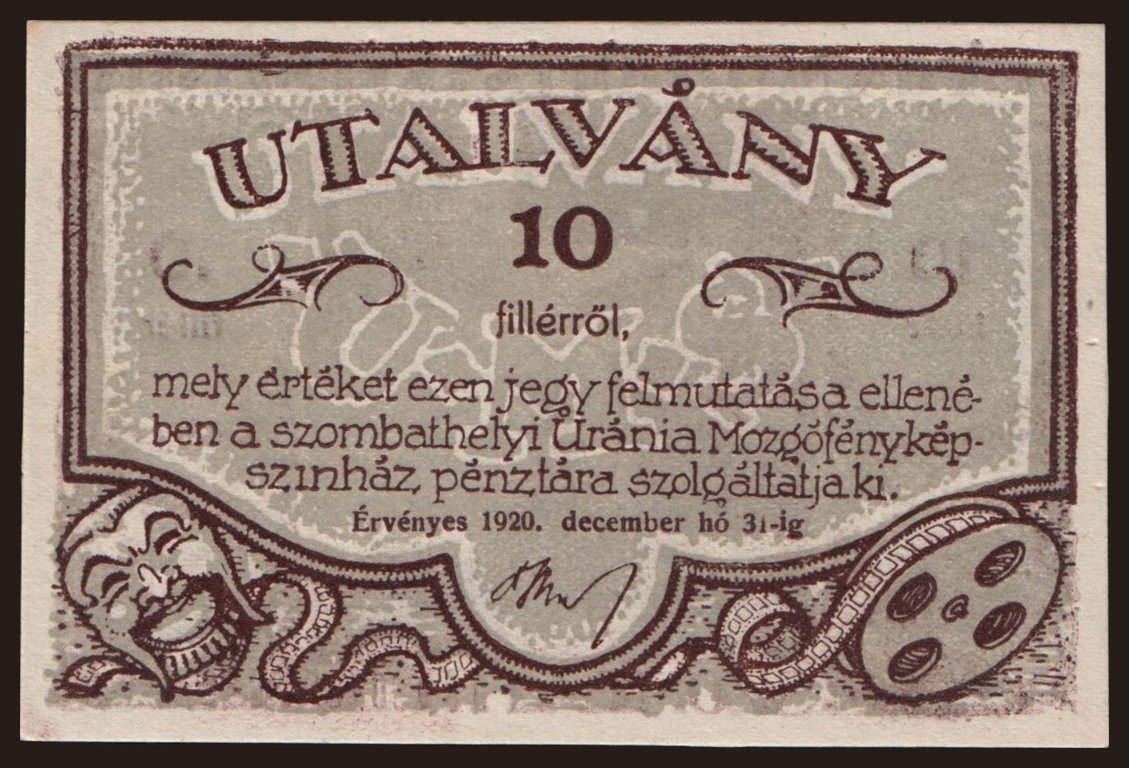 UTALVÁNY
10
fillérről,
mely értéket ezen jegy felmutatása ellené-
ben a szombathelyi Uránia Mozgófénykép-
szinház pénztára szolgáltatja ki.
Érvényes 1920. december hó 31-ig